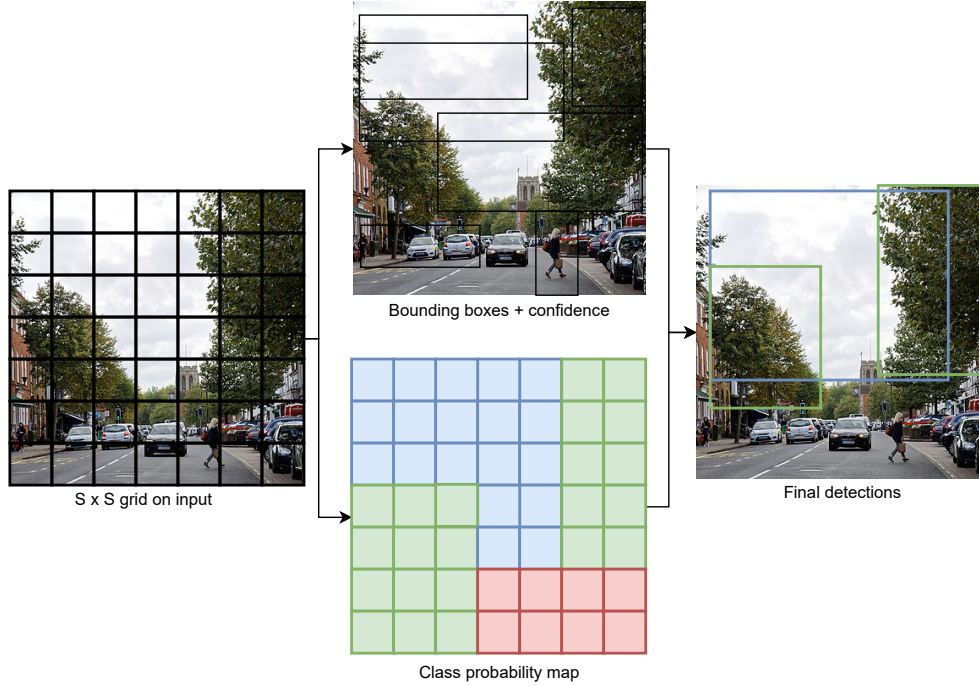 Bounding boxes + confidence
S x S grid on input
Final detections
Class probability map